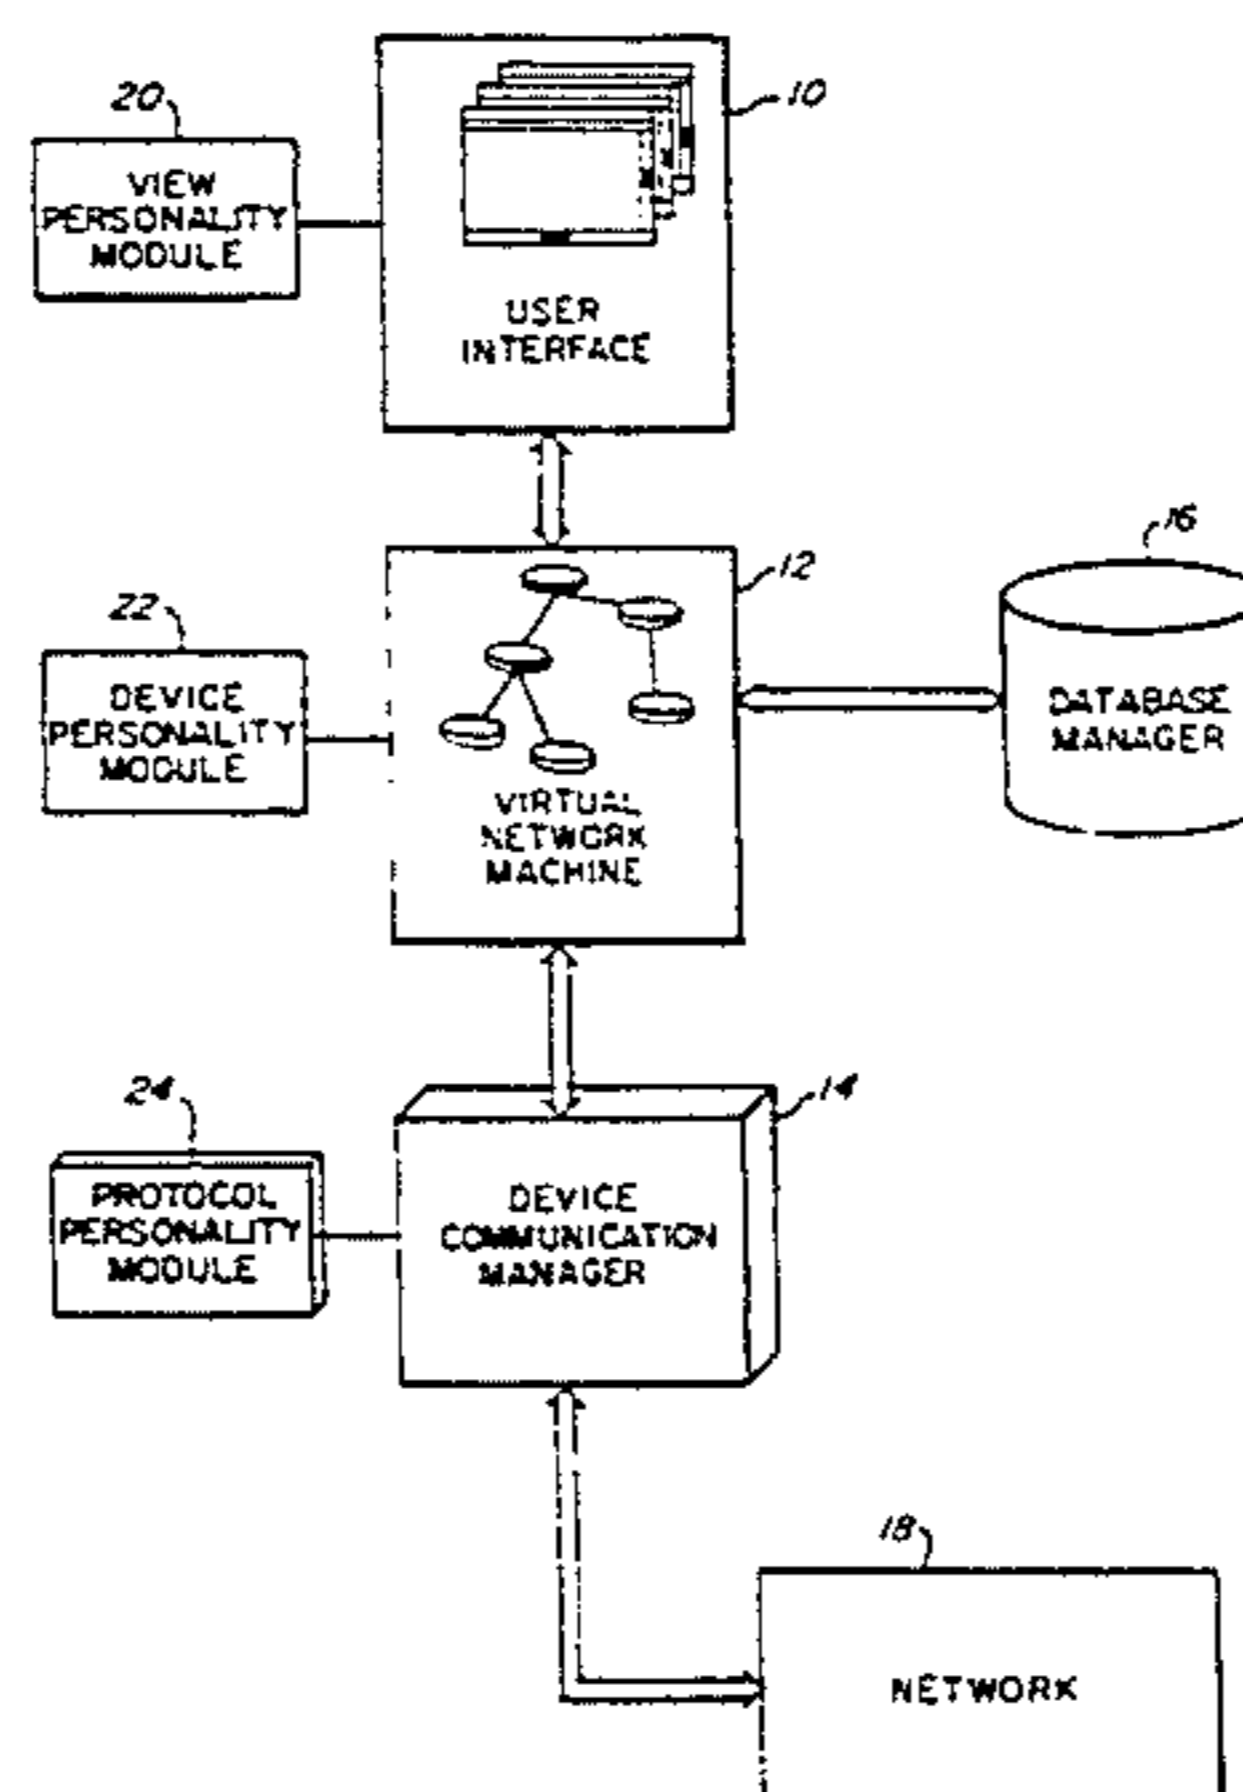 20
10
VIEW
PERSONALITY
MODULE
USER
INTERFACE
16
12
22
DEVICE
PERSONALITY
MODULE
DATABASE
MANAGER
VIRTUAL
NETWORK
MACHINE
24
14
PROTOCOL
PERSONALITY
MODULE
DEVICE
COMMUNICATION
MANAGER
18
NETWORK